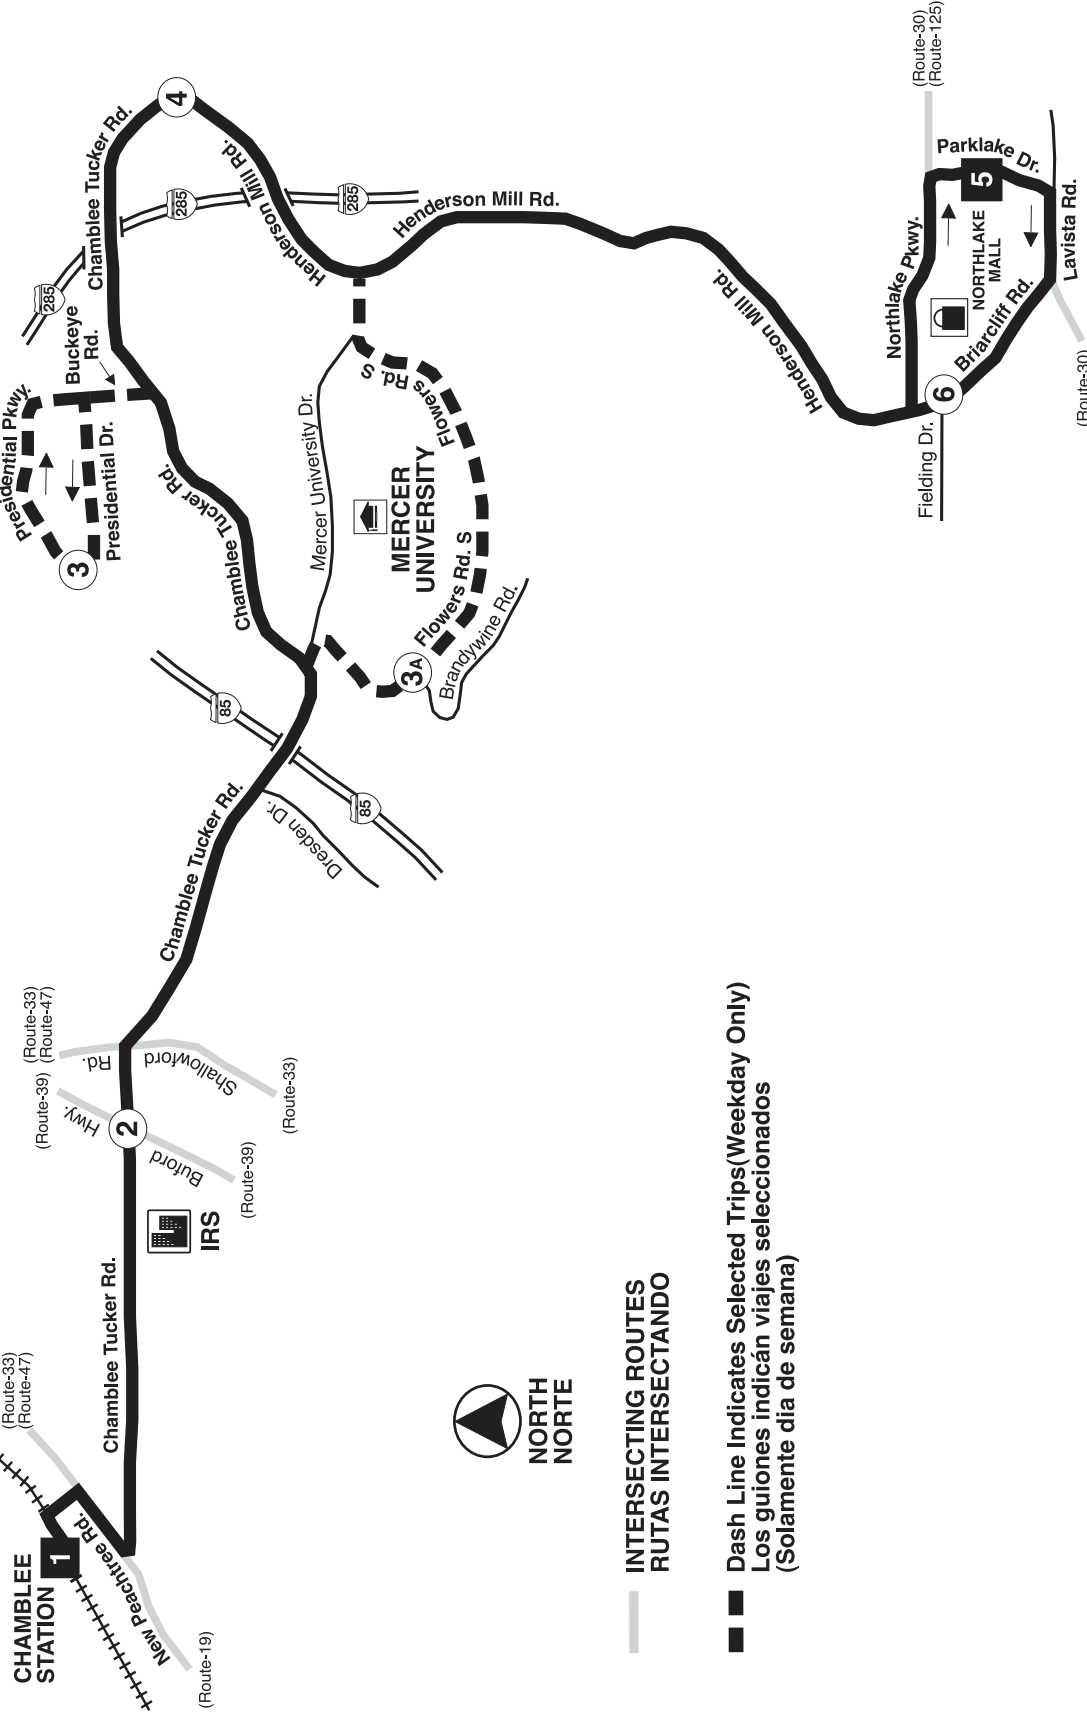 CHAMBLEE
STATION
1
New Peachtree Rd.
(Route-19)
(Route-33)
(Route-47)
Chamblee Tucker Rd.
IRS
2
Buford
Hwy.
(Route-39)
(Route-39)
Shallowford
Rd.
(Route-33)
(Route-47)
(Route-33)
Chamblee Tucker Rd.
Dresden Dr.
85
85
3A
Brandywine Rd.
Flowers Rd. S
MERCER
UNIVERSITY
Mercer University Dr.
Flowers Rd. S
Chamblee Tucker Rd.
3
Presidential Dr.
Presidential Pkwy.
Buckeye
Rd.
285
Chamblee Tucker Rd.
285
4
Henderson Mill Rd.
285
Henderson Mill Rd.
Henderson Mill Rd.
Fielding Dr.
6
Northlake Pkwy.
Briarcliff Rd.
NORTHLAKE
MALL
5
Parklake Dr.
Lavista Rd.
(Route-30)
(Route-125)
(Route-30)
NORTH
NORTE
INTERSECTING ROUTES
RUTAS INTERSECTANDO
Dash Line Indicates Selected Trips(Weekday Only)
Los guiones indicán viajes seleccionados
(Solamente dia de semana)